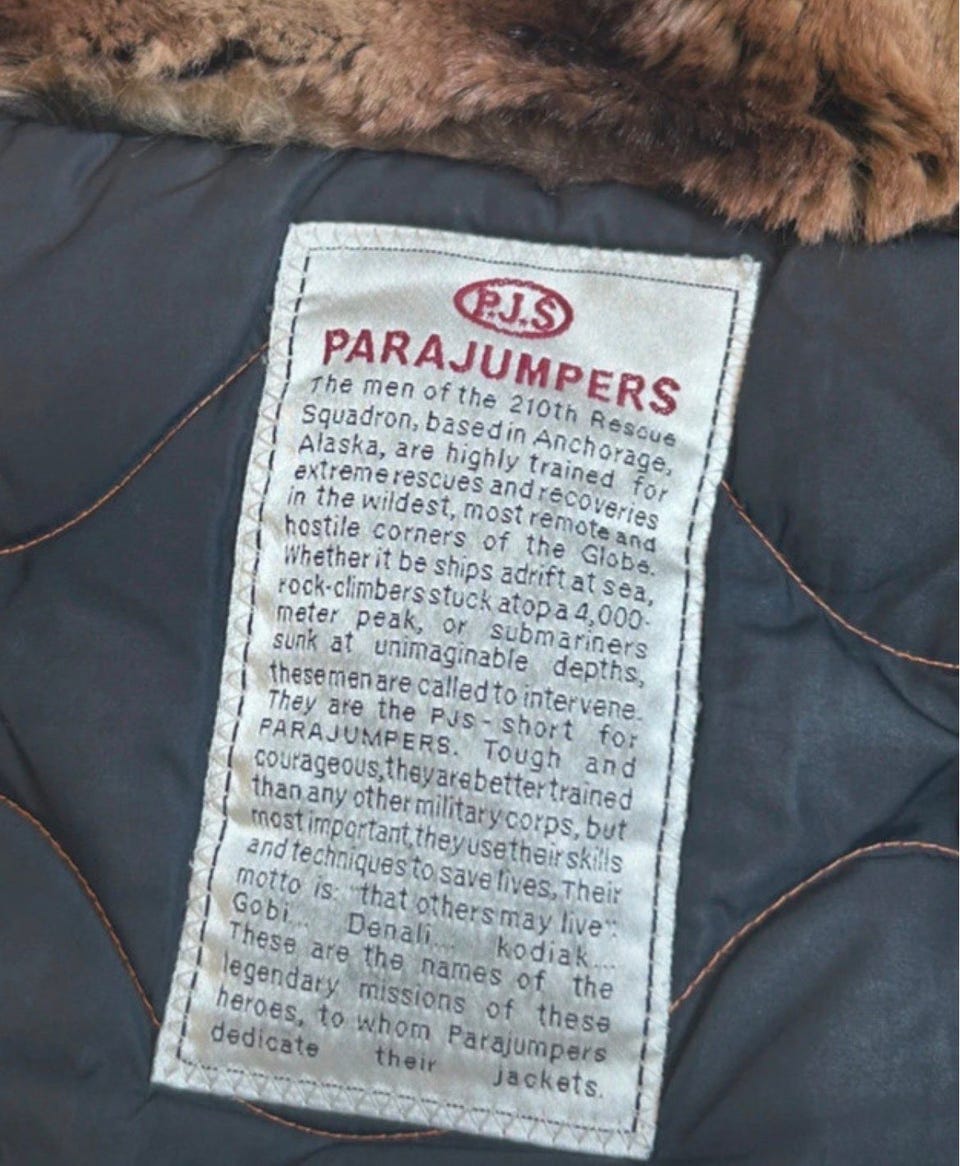 P.J.S
PARAJUMPERS
The men of the 210th Rescue
Squadron, based in Anchorage,
Alaska, are highly trained for
extreme rescues and recoveries
in the wildest, most remote and
hostile corners of the Globe.
Whether it be ships adrift at sea,
rock-climbers stuck atop a 4,000-
meter peak, or submariners
sunk at unimaginable depths,
these men are called to intervene.
They are the PJS - short for
PARAJUMPERS. Tough and
courageous, they are better trained
than any other military corps, but
most important, they use their skills
and techniques to save lives. Their
motto is: "that others may live".
Gobi... Denali... kodiak...
These are the names of the
legendary missions of these
heroes, to whom Parajumpers
dedicate their jackets.